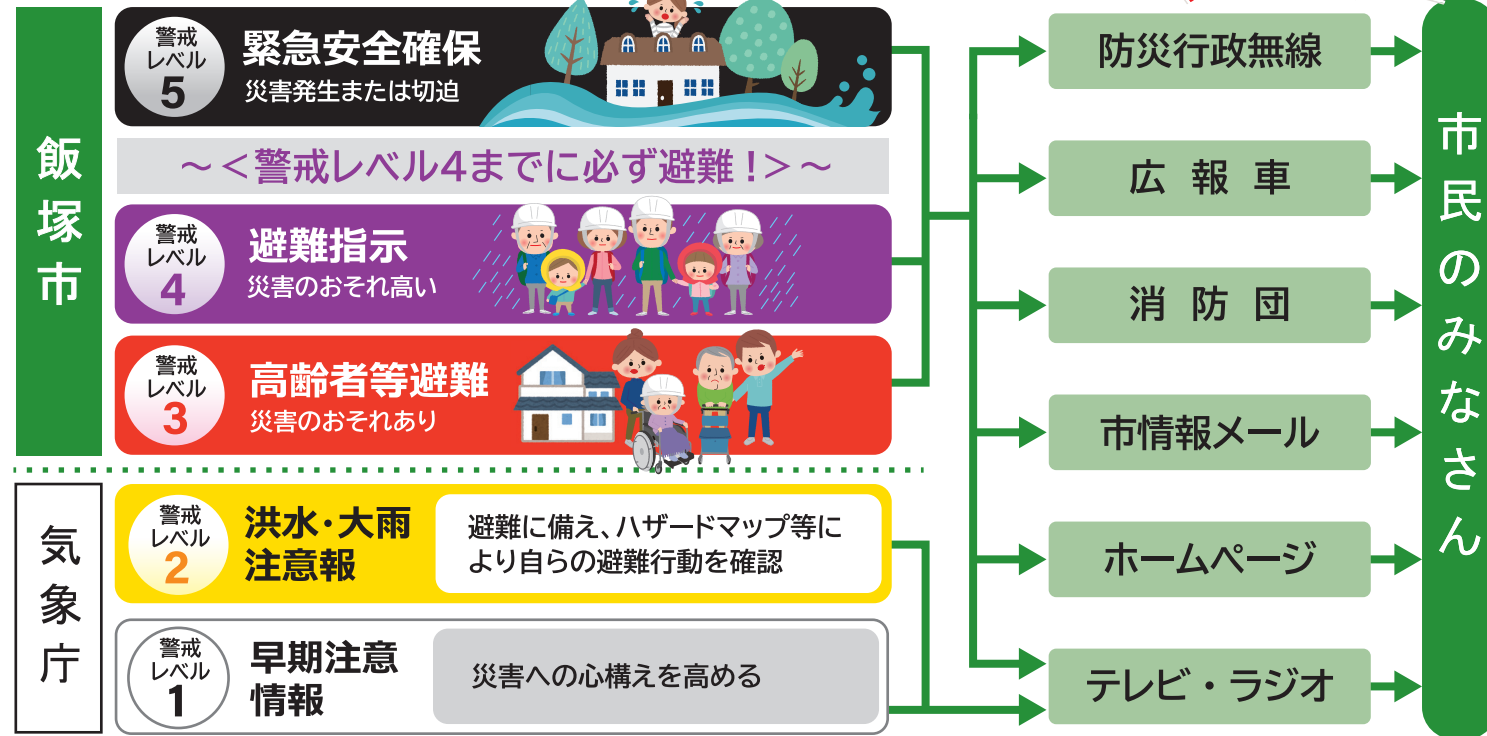 飯塚市
警戒
レベル
5
緊急安全確保
災害発生または切迫
～＜警戒レベル4までに必ず避難！＞～
警戒
レベル
4
避難指示
災害のおそれ高い
警戒
レベル
3
高齢者等避難
災害のおそれあり
気象庁
警戒
レベル
2
洪水・大雨
注意報
避難に備え、ハザードマップ等に
より自らの避難行動を確認
警戒
レベル
1
早期注意
情報
災害への心構えを高める
防災行政無線
広報車
消防団
市情報メール
ホームページ
テレビ・ラジオ
市民のみなさん